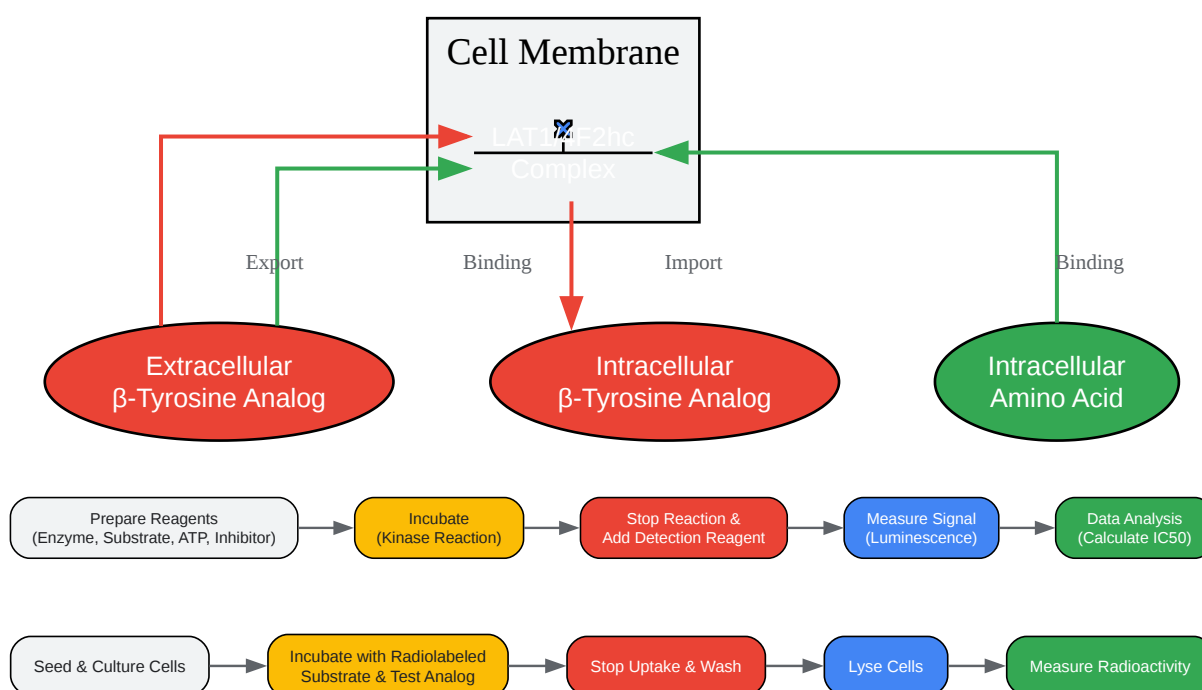 Cell Membrane
LAT1/4F2hc
Complex
Export
Binding
Import
Binding
Extracellular
β-Tyrosine Analog
Intracellular
β-Tyrosine Analog
Intracellular
Amino Acid
Prepare Reagents
(Enzyme, Substrate, ATP, Inhibitor)
Incubate
(Kinase Reaction)
Stop Reaction &
Add Detection Reagent
Measure Signal
(Luminescence)
Data Analysis
(Calculate IC50)
Seed & Culture Cells
Incubate with Radiolabeled
Substrate & Test Analog
Stop Uptake & Wash
Lyse Cells
Measure Radioactivity